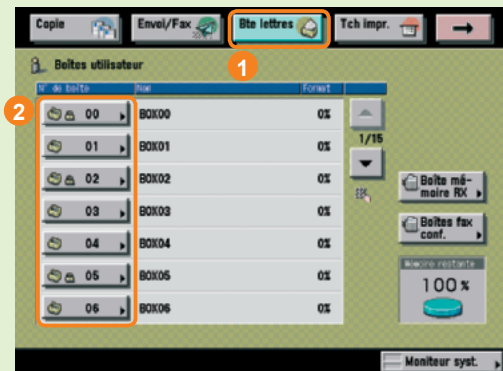 Copie Envoi/Fax Bte lettres Tch impr.
Boîtes utilisateur
1
N° de boîte Nom Format
2
00 BOX00 0%
01 BOX01 0%
1/15
02 BOX02 0%
Boîte mé-
moire RX
03 BOX03 0%
Boîtes fax
conf.
04 BOX04 0%
Mémoire restante
05 BOX05 0%
100 %
06 BOX06 0%
Moniteur syst.